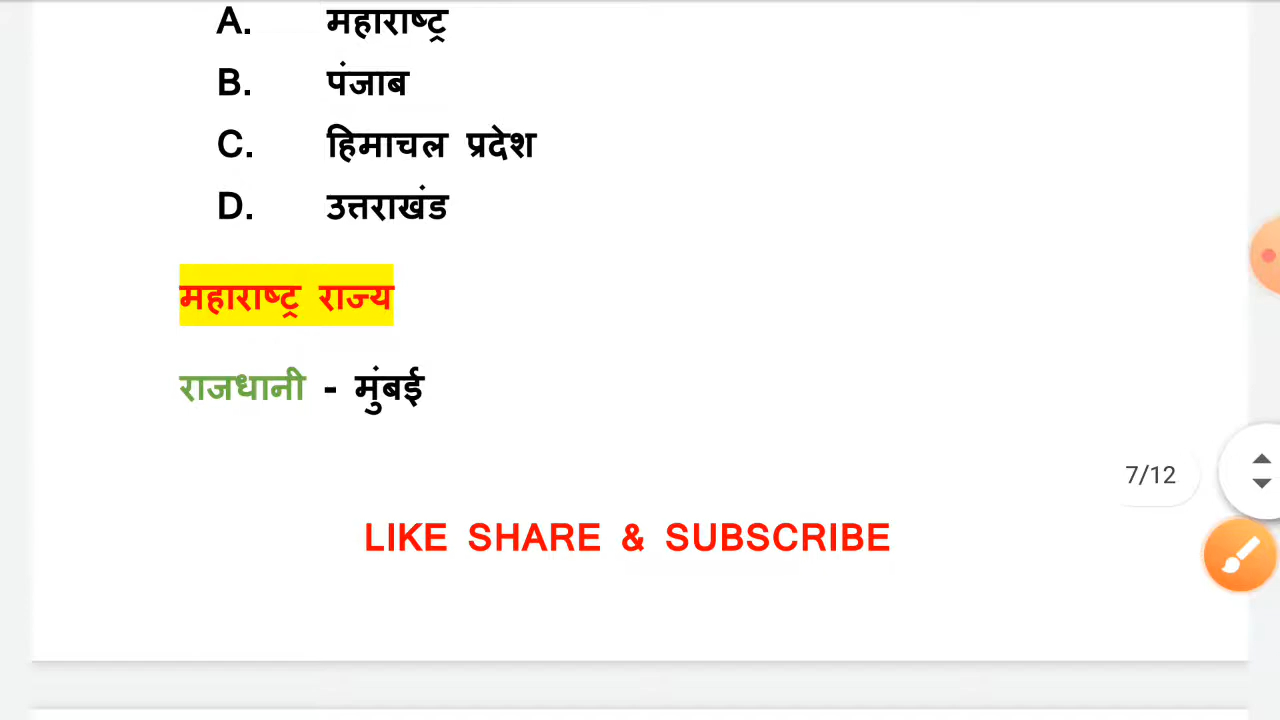 A. महाराष्ट्र
B. पंजाब
C. हिमाचल प्रदेश
D. उत्तराखंड
महाराष्ट्र राज्य
राजधानी - मुंबई
7/12
LIKE SHARE & SUBSCRIBE